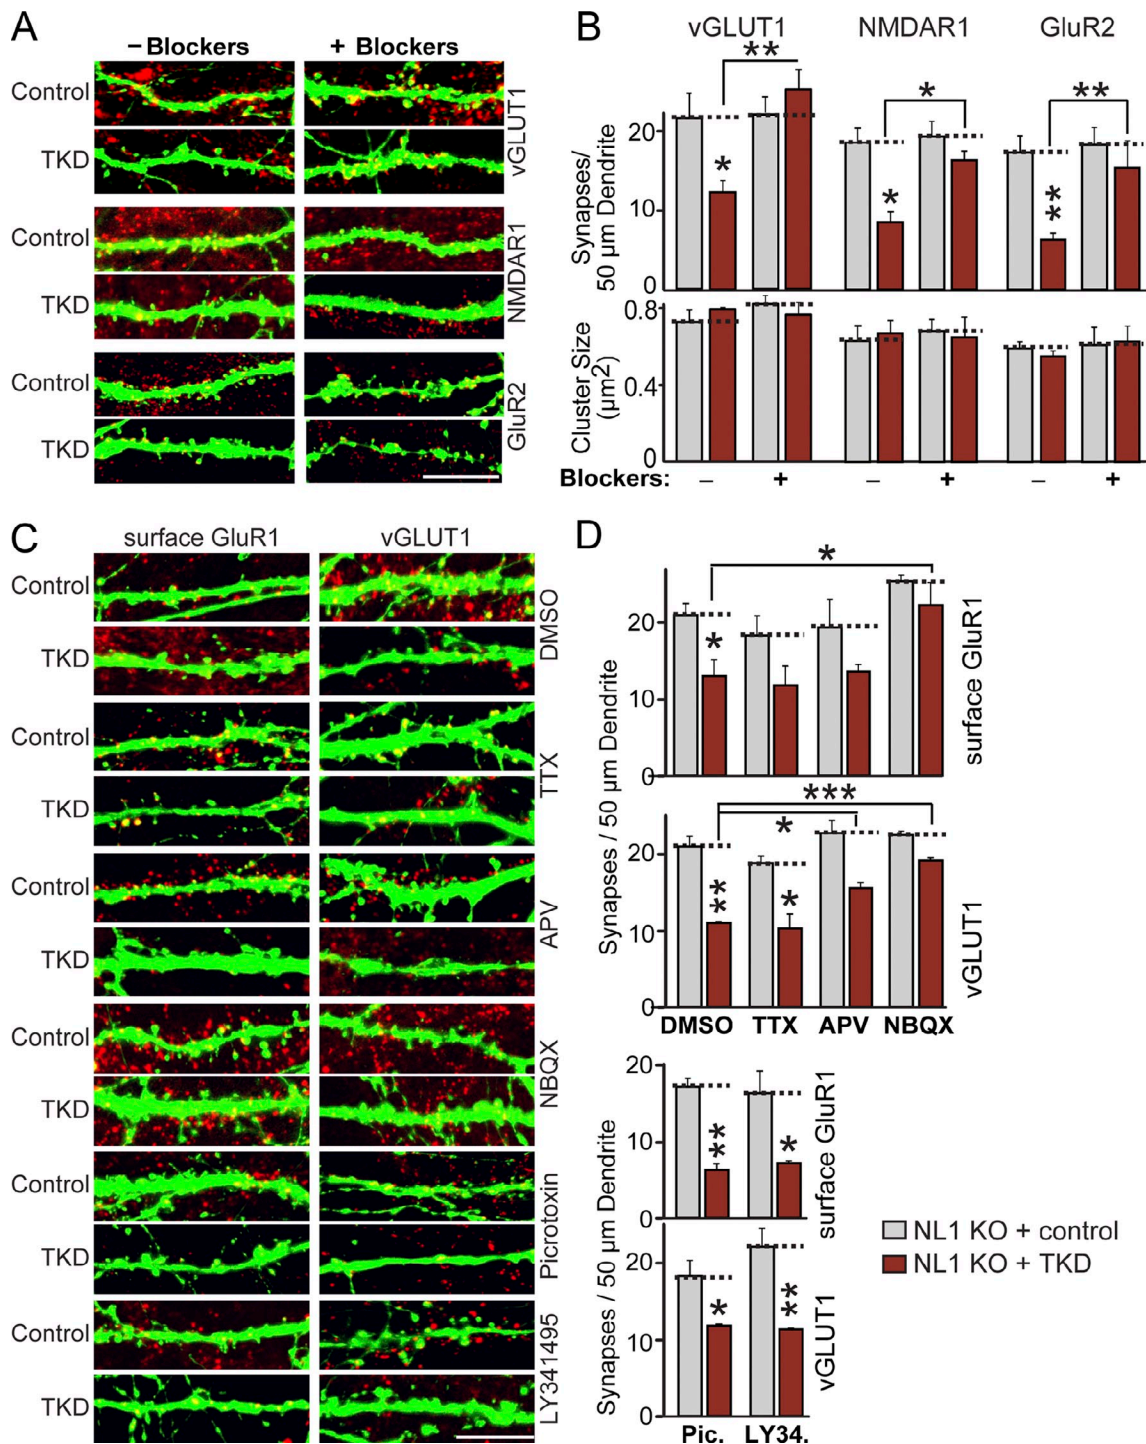 A
– Blockers
+ Blockers
Control
TKD
vGLUT1
Control
TKD
NMDAR1
Control
TKD
GluR2
B
vGLUT1
NMDAR1
GluR2
**
*
**
*
*
**
Synapses/
50 µm Dendrite
20
10
0
Cluster Size
(µm2)
0.8
0.4
0
Blockers:
–
+
–
+
–
+
C
surface GluR1
vGLUT1
Control
TKD
DMSO
Control
TKD
TTX
Control
TKD
APV
Control
TKD
NBQX
Control
TKD
Picrotoxin
Control
TKD
LY341495
D
*
*
20
10
0
surface GluR1
Synapses / 50 µm Dendrite
***
*
**
*
20
10
0
vGLUT1
DMSO
TTX
APV
NBQX
20
10
0
**
*
surface GluR1
Synapses / 50 µm Dendrite
20
10
0
*
**
vGLUT1
Pic.
LY34.
NL1 KO + control
NL1 KO + TKD